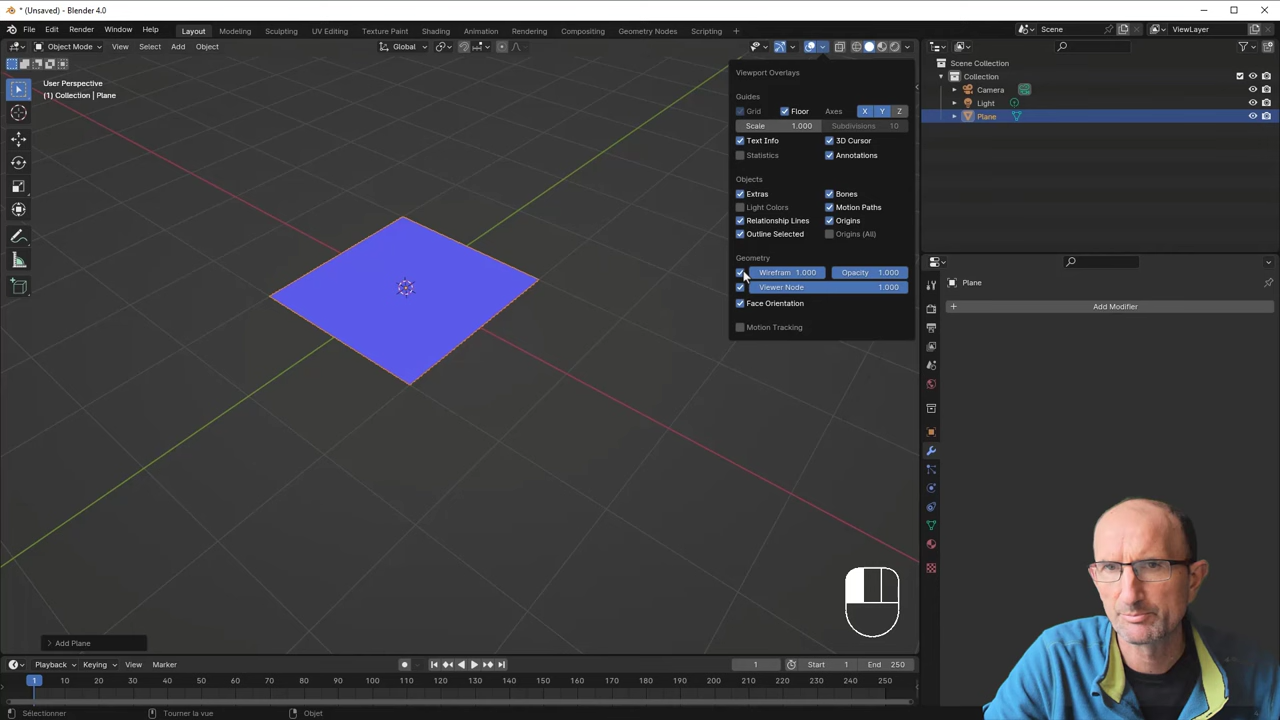 * (Unsaved) - Blender 4.0
File Edit Render Window Help
Layout Modeling Sculpting UV Editing Texture Paint Shading Animation Rendering Compositing Geometry Nodes Scripting
Scene
ViewLayer
Object Mode View Select Add Object
Global
User Perspective
(1) Collection | Plane
Viewport Overlays
Guides
Grid Floor Axes X Y Z
Scale 1.000 Subdivisions 10
Text Info 3D Cursor
Statistics Annotations
Objects
Extras Bones
Light Colors Motion Paths
Relationship Lines Origins
Outline Selected Origins (All)
Geometry
Wirefram 1.000 Opacity 1.000
Viewer Node 1.000
Face Orientation
Motion Tracking
Scene Collection
Collection
Camera
Light
Plane
Plane
Add Modifier
Add Plane
Playback Keying View Marker
1 Start 1 End 250
1 10 20 30 40 50 60 70 80 90 100 110 120 130 140 150 160 170 180 190 200 210 220 230 240 250
Sélectionner Tourner la vue Objet